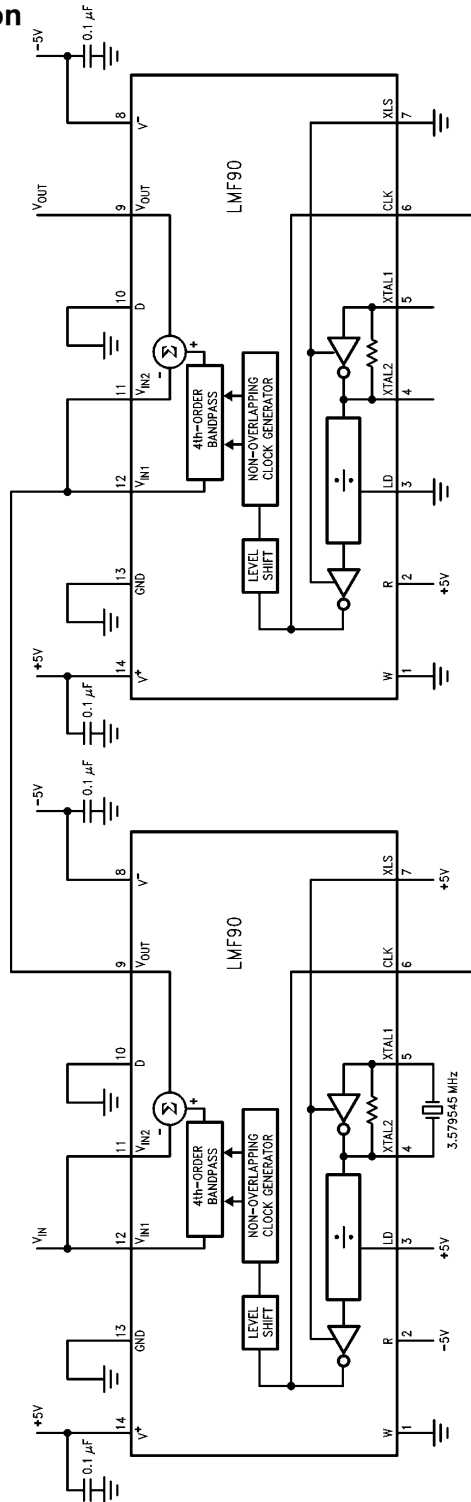 on
+5V
0.1 μF
-5V
0.1 μF
VIN
14
13
12
11
10
9
8
V+
GND
VIN1
VIN2
D
VOUT
V-
LMF90
Σ
-
+
4th-ORDER
BANDPASS
LEVEL
SHIFT
NON-OVERLAPPING
CLOCK GENERATOR
÷
W
R
LD
XTAL2
XTAL1
CLK
XLS
1
2
3
4
5
6
7
-5V
+5V
3.579545 MHz
+5V
+5V
0.1 μF
VOUT
-5V
0.1 μF
14
13
12
11
10
9
8
V+
GND
VIN1
VIN2
D
VOUT
V-
LMF90
Σ
-
+
4th-ORDER
BANDPASS
LEVEL
SHIFT
NON-OVERLAPPING
CLOCK GENERATOR
÷
W
R
LD
XTAL2
XTAL1
CLK
XLS
1
2
3
4
5
6
7
+5V